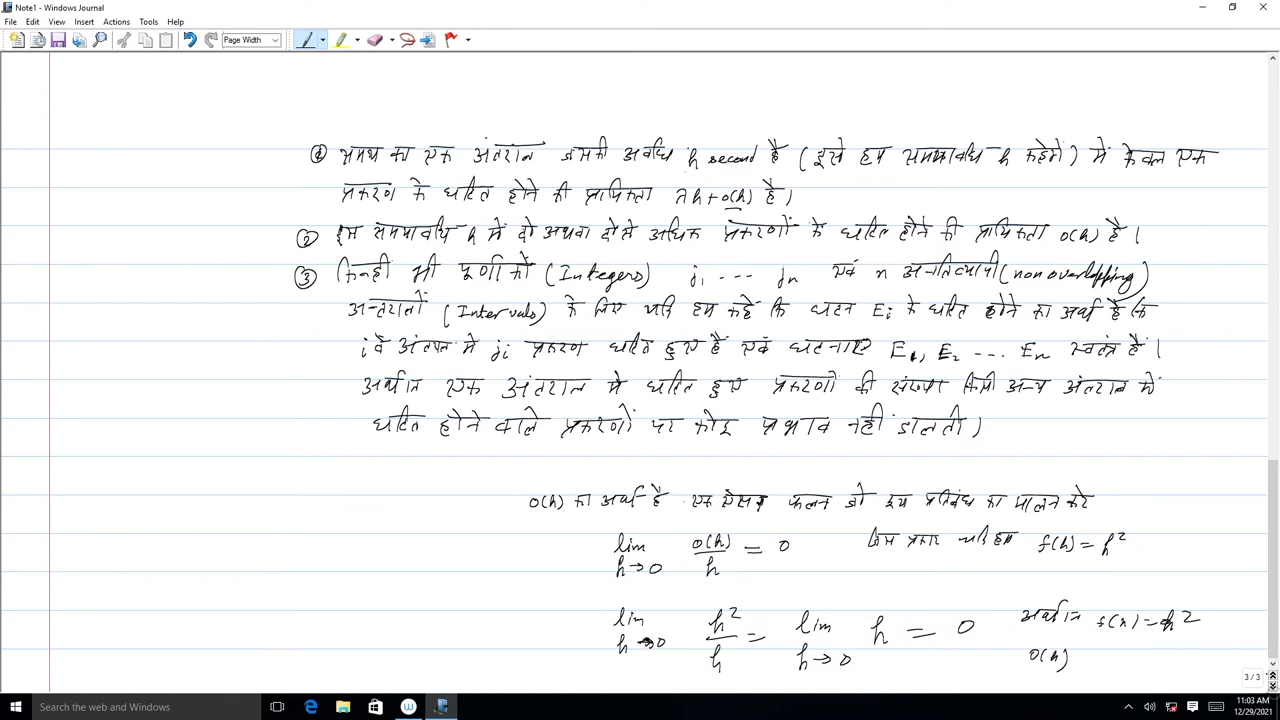 Note1 - Windows Journal
File Edit View Insert Actions Tools Help
Page Width
① समय का एक अंतराल जिसकी अवधि h second है (इसे हम समयावधि h कहेंगे) में केवल एक
प्रकरण के घटित होने की प्रायिकता λh + o(h) है।
② इस समयावधि h में दो अथवा दो से अधिक प्रकरणों के घटित होने की प्रायिकता o(h) है।
③ किन्ही भी पूर्णांकों (Integers) j₁ ... jn एवं n अनतिव्यापी (non overlapping)
अन्तरालों (Intervals) के लिए यदि हम कहें कि घटना Ei के घटित होने का अर्थ है कि
i वें अंतराल में ji प्रकरण घटित हुए है एवं घटनाएं E₁, E₂ ... En स्वतंत्र है।
अर्थात एक अंतराल में घटित हुए प्रकरणों की संख्या किसी अन्य अंतराल में
घटित होने वाले प्रकरणों पर कोई प्रभाव नही डालती।
o(h) का अर्थ है एक ऐसा फलन जो इस प्रतिबंध का पालन करे
lim h→0 o(h)/h = 0 जिस प्रकार यदि हम f(h) = h²
lim h→0 h²/h = lim h→0 h = 0 अर्थात f(x) = h²
o(h)
3/3
Search the web and Windows
11:03 AM
12/29/2021